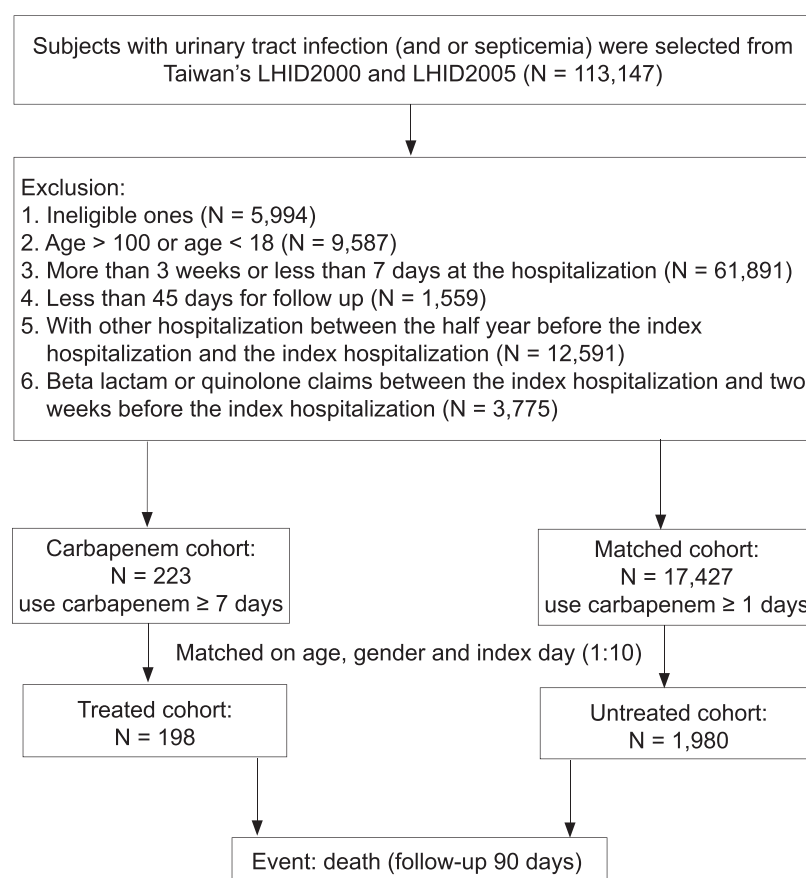 Subjects with urinary tract infection (and or septicemia) were selected from
Taiwan's LHID2000 and LHID2005 (N = 113,147)
Exclusion:
1. Ineligible ones (N = 5,994)
2. Age > 100 or age < 18 (N = 9,587)
3. More than 3 weeks or less than 7 days at the hospitalization (N = 61,891)
4. Less than 45 days for follow up (N = 1,559)
5. With other hospitalization between the half year before the index
hospitalization and the index hospitalization (N = 12,591)
6. Beta lactam or quinolone claims between the index hospitalization and two
weeks before the index hospitalization (N = 3,775)
Carbapenem cohort:
N = 223
use carbapenem ≥ 7 days
Matched cohort:
N = 17,427
use carbapenem ≥ 1 days
Matched on age, gender and index day (1:10)
Treated cohort:
N = 198
Untreated cohort:
N = 1,980
Event: death (follow-up 90 days)